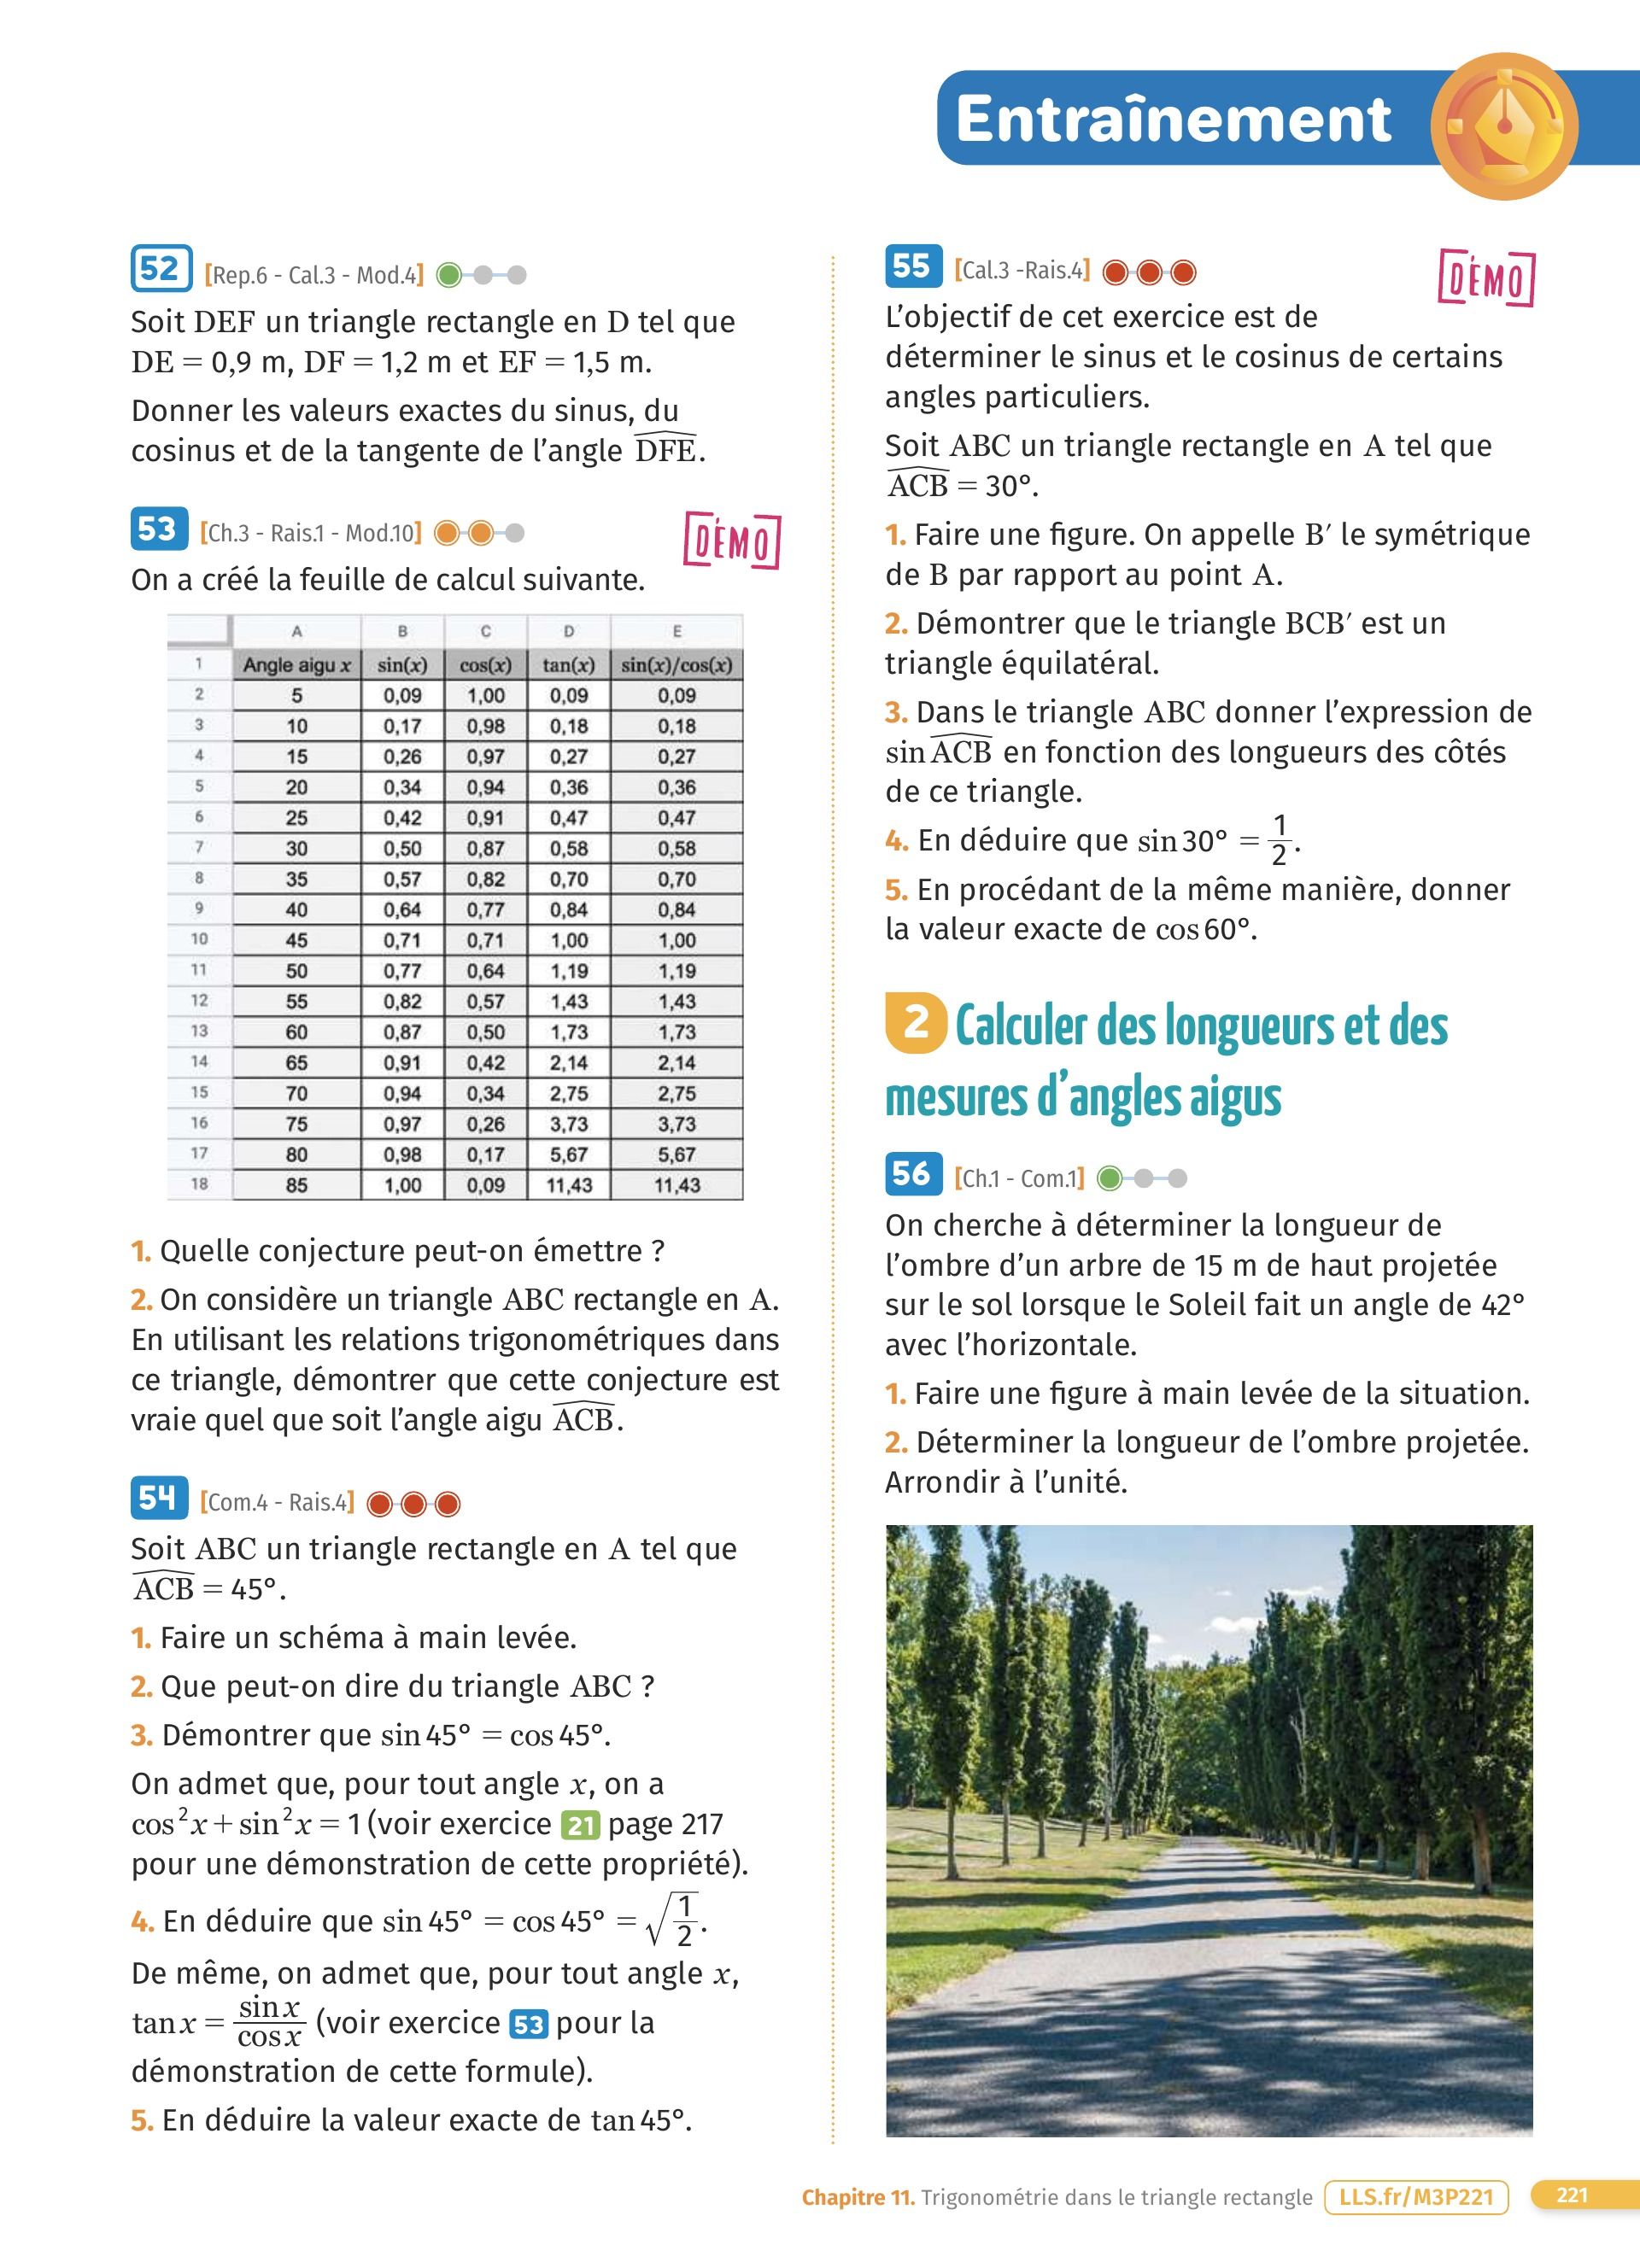 Entraînement
52 [Rep.6 - Cal.3 - Mod.4]
Soit DEF un triangle rectangle en D tel que
DE = 0,9 m, DF = 1,2 m et EF = 1,5 m.
Donner les valeurs exactes du sinus, du
cosinus et de la tangente de l’angle D͡FE.
53 [Ch.3 - Rais.1 - Mod.10] DÉMO
On a créé la feuille de calcul suivante.
A B C D E
1 Angle aigu x sin(x) cos(x) tan(x) sin(x)/cos(x)
2 5 0,09 1,00 0,09 0,09
3 10 0,17 0,98 0,18 0,18
4 15 0,26 0,97 0,27 0,27
5 20 0,34 0,94 0,36 0,36
6 25 0,42 0,91 0,47 0,47
7 30 0,50 0,87 0,58 0,58
8 35 0,57 0,82 0,70 0,70
9 40 0,64 0,77 0,84 0,84
10 45 0,71 0,71 1,00 1,00
11 50 0,77 0,64 1,19 1,19
12 55 0,82 0,57 1,43 1,43
13 60 0,87 0,50 1,73 1,73
14 65 0,91 0,42 2,14 2,14
15 70 0,94 0,34 2,75 2,75
16 75 0,97 0,26 3,73 3,73
17 80 0,98 0,17 5,67 5,67
18 85 1,00 0,09 11,43 11,43
1. Quelle conjecture peut-on émettre ?
2. On considère un triangle ABC rectangle en A.
En utilisant les relations trigonométriques dans
ce triangle, démontrer que cette conjecture est
vraie quel que soit l’angle aigu A͡CB.
54 [Com.4 - Rais.4]
Soit ABC un triangle rectangle en A tel que
A͡CB = 45°.
1. Faire un schéma à main levée.
2. Que peut-on dire du triangle ABC ?
3. Démontrer que sin 45° = cos 45°.
On admet que, pour tout angle x, on a
cos²x + sin²x = 1 (voir exercice 21 page 217
pour une démonstration de cette propriété).
4. En déduire que sin 45° = cos 45° = √(1/2).
De même, on admet que, pour tout angle x,
tan x = sin x / cos x (voir exercice 53 pour la
démonstration de cette formule).
5. En déduire la valeur exacte de tan 45°.
55 [Cal.3 -Rais.4] DÉMO
L’objectif de cet exercice est de
déterminer le sinus et le cosinus de certains
angles particuliers.
Soit ABC un triangle rectangle en A tel que
A͡CB = 30°.
1. Faire une figure. On appelle B′ le symétrique
de B par rapport au point A.
2. Démontrer que le triangle BCB′ est un
triangle équilatéral.
3. Dans le triangle ABC donner l’expression de
sin A͡CB en fonction des longueurs des côtés
de ce triangle.
4. En déduire que sin 30° = 1/2.
5. En procédant de la même manière, donner
la valeur exacte de cos 60°.
2 Calculer des longueurs et des
mesures d’angles aigus
56 [Ch.1 - Com.1]
On cherche à déterminer la longueur de
l’ombre d’un arbre de 15 m de haut projetée
sur le sol lorsque le Soleil fait un angle de 42°
avec l’horizontale.
1. Faire une figure à main levée de la situation.
2. Déterminer la longueur de l’ombre projetée.
Arrondir à l’unité.
Chapitre 11. Trigonométrie dans le triangle rectangle LLS.fr/M3P221 221